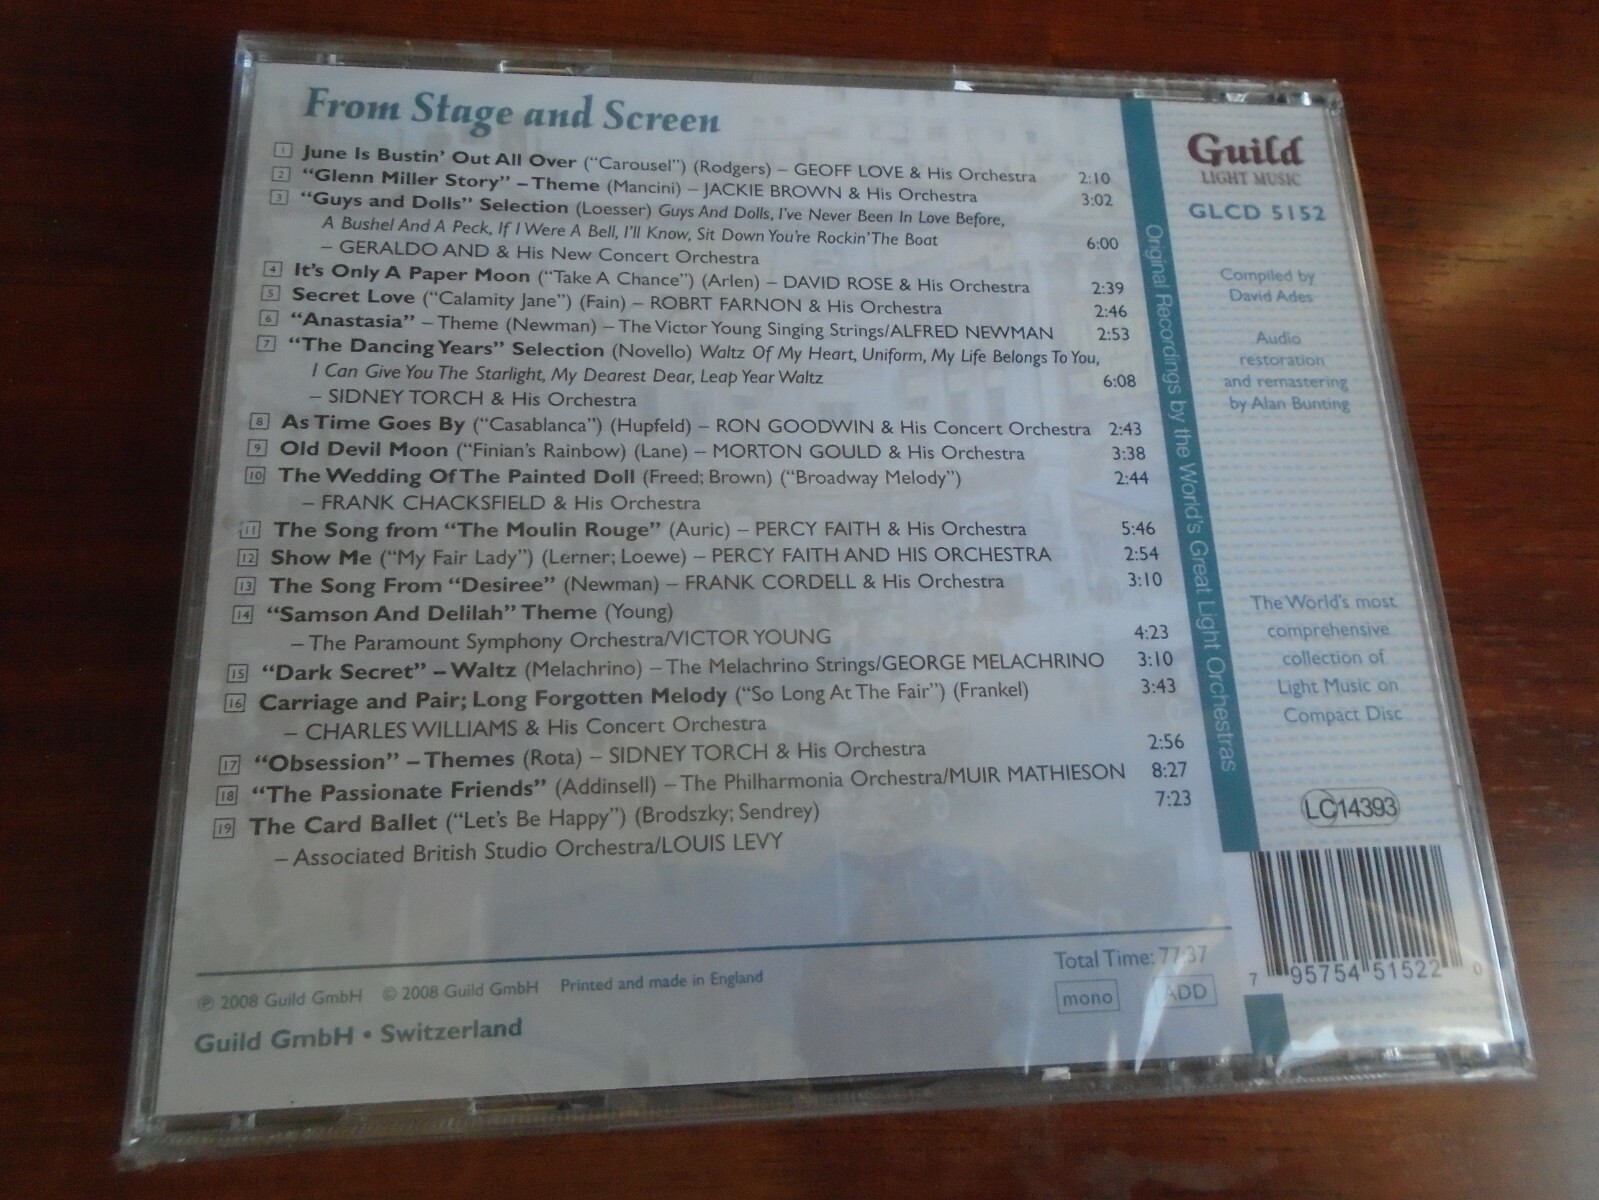 From Stage and Screen
1 June Is Bustin' Out All Over ("Carousel") (Rodgers) – GEOFF LOVE & His Orchestra 2:10
2 "Glenn Miller Story" – Theme (Mancini) – JACKIE BROWN & His Orchestra 3:02
3 "Guys and Dolls" Selection (Loesser) Guys And Dolls, I've Never Been In Love Before,
A Bushel And A Peck, If I Were A Bell, I'll Know, Sit Down You're Rockin' The Boat
– GERALDO AND & His New Concert Orchestra 6:00
4 It's Only A Paper Moon ("Take A Chance") (Arlen) – DAVID ROSE & His Orchestra 2:39
5 Secret Love ("Calamity Jane") (Fain) – ROBRT FARNON & His Orchestra 2:46
6 "Anastasia" – Theme (Newman) – The Victor Young Singing Strings/ALFRED NEWMAN 2:53
7 "The Dancing Years" Selection (Novello) Waltz Of My Heart, Uniform, My Life Belongs To You,
I Can Give You The Starlight, My Dearest Dear, Leap Year Waltz 6:08
– SIDNEY TORCH & His Orchestra
8 As Time Goes By ("Casablanca") (Hupfeld) – RON GOODWIN & His Concert Orchestra 2:43
9 Old Devil Moon ("Finian's Rainbow) (Lane) – MORTON GOULD & His Orchestra 3:38
10 The Wedding Of The Painted Doll (Freed; Brown) ("Broadway Melody") 2:44
– FRANK CHACKSFIELD & His Orchestra
11 The Song from "The Moulin Rouge" (Auric) – PERCY FAITH & His Orchestra 5:46
12 Show Me ("My Fair Lady") (Lerner; Loewe) – PERCY FAITH AND HIS ORCHESTRA 2:54
13 The Song From "Desiree" (Newman) – FRANK CORDELL & His Orchestra 3:10
14 "Samson And Delilah" Theme (Young)
– The Paramount Symphony Orchestra/VICTOR YOUNG 4:23
15 "Dark Secret" – Waltz (Melachrino) – The Melachrino Strings/GEORGE MELACHRINO 3:10
16 Carriage and Pair; Long Forgotten Melody ("So Long At The Fair") (Frankel) 3:43
– CHARLES WILLIAMS & His Concert Orchestra
17 "Obsession" – Themes (Rota) – SIDNEY TORCH & His Orchestra 2:56
18 "The Passionate Friends" (Addinsell) – The Philharmonia Orchestra/MUIR MATHIESON 8:27
19 The Card Ballet ("Let's Be Happy") (Brodszky; Sendrey) 7:23
– Associated British Studio Orchestra/LOUIS LEVY
Total Time: 77:37
mono ADD
℗ 2008 Guild GmbH © 2008 Guild GmbH Printed and made in England
Guild GmbH • Switzerland
Original Recordings by the World's Great Light Orchestras
Guild
LIGHT MUSIC
GLCD 5152
Compiled by
David Ades
Audio
restoration
and remastering
by Alan Bunting
The World's most
comprehensive
collection of
Light Music on
Compact Disc
LC14393
7 95754 51522 0